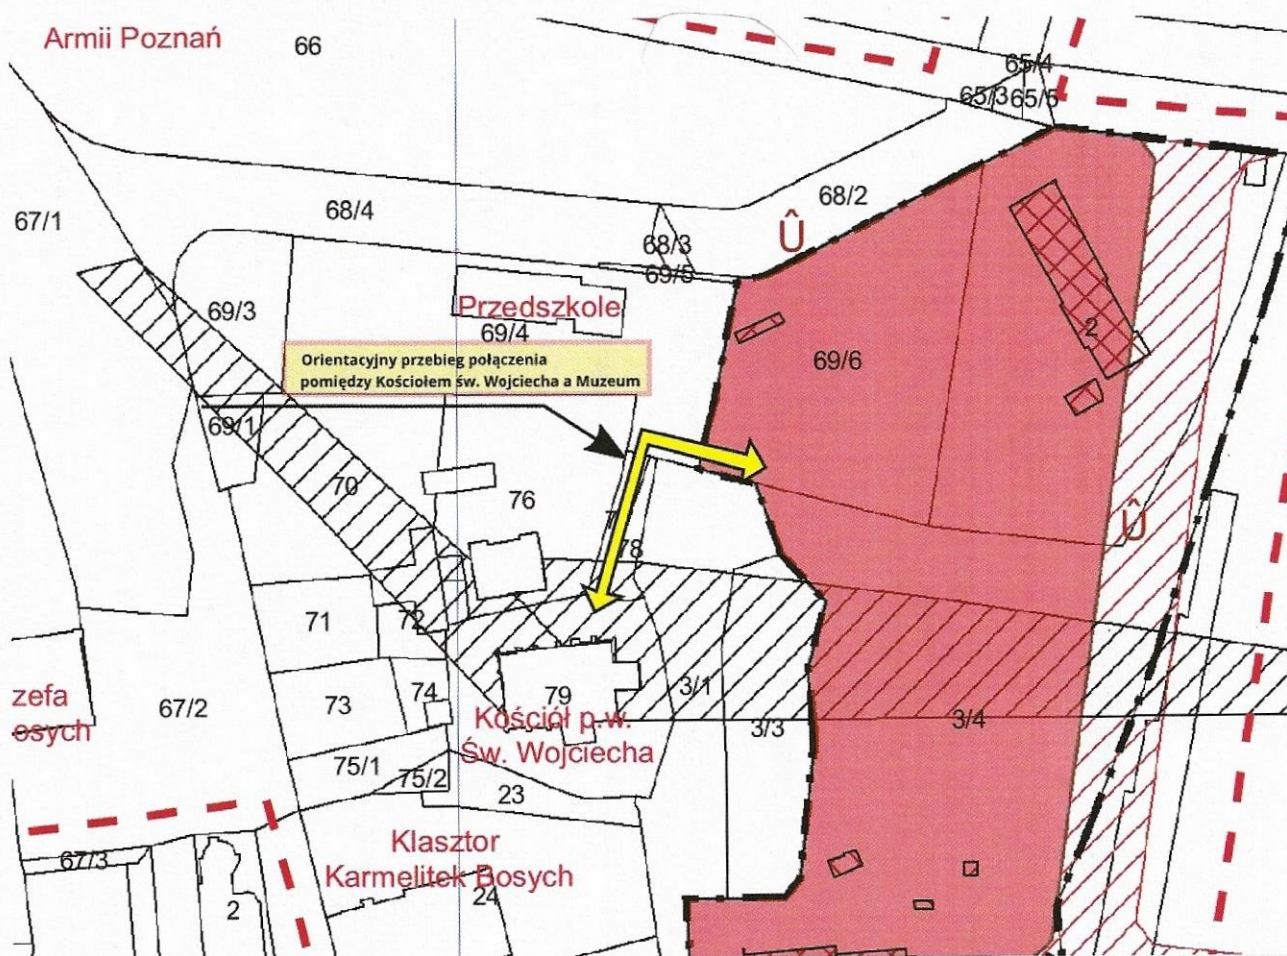 Armii Poznań
66
65/4
65/3
65/5
67/1
68/4
68/2
Û
68/3
69/5
69/3
Przedszkole
69/4
2
Orientacyjny przebieg połączenia
pomiędzy Kościołem św. Wojciecha a Muzeum
69/6
69/1
70
76
Û
78
71
72
73
74
79
3/1
zefa
osych
67/2
Kościół p.w.
Św. Wojciecha
3/3
3/4
75/1
75/2
23
Klasztor
Karmelitek Bosych
67/3
2
24